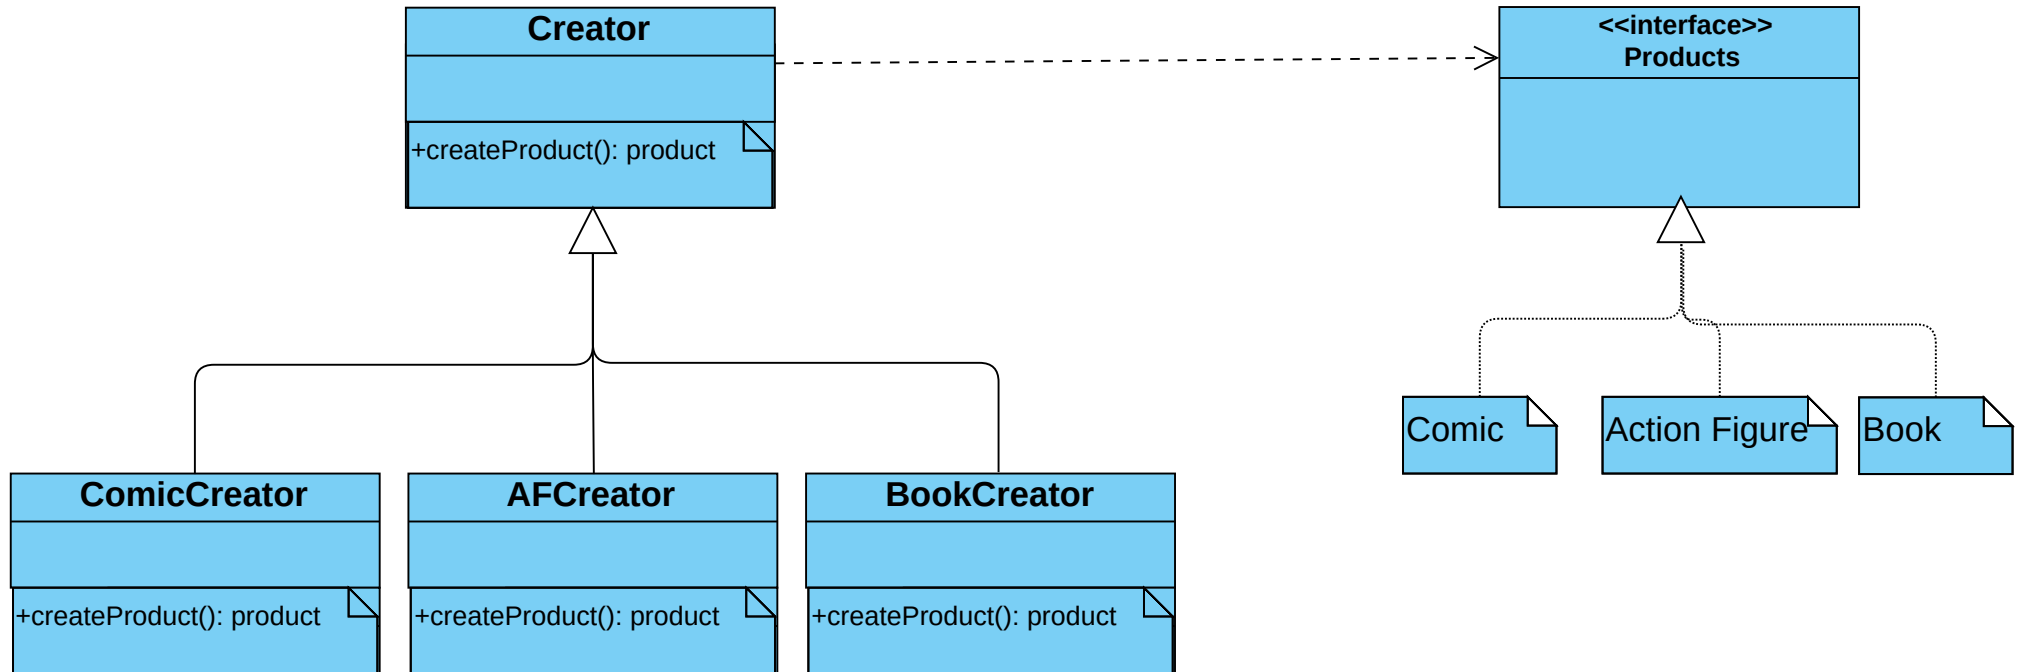 Creator
+createProduct(): product
<<interface>>
Products
Comic
Action Figure
Book
ComicCreator
+createProduct(): product
AFCreator
+createProduct(): product
BookCreator
+createProduct(): product